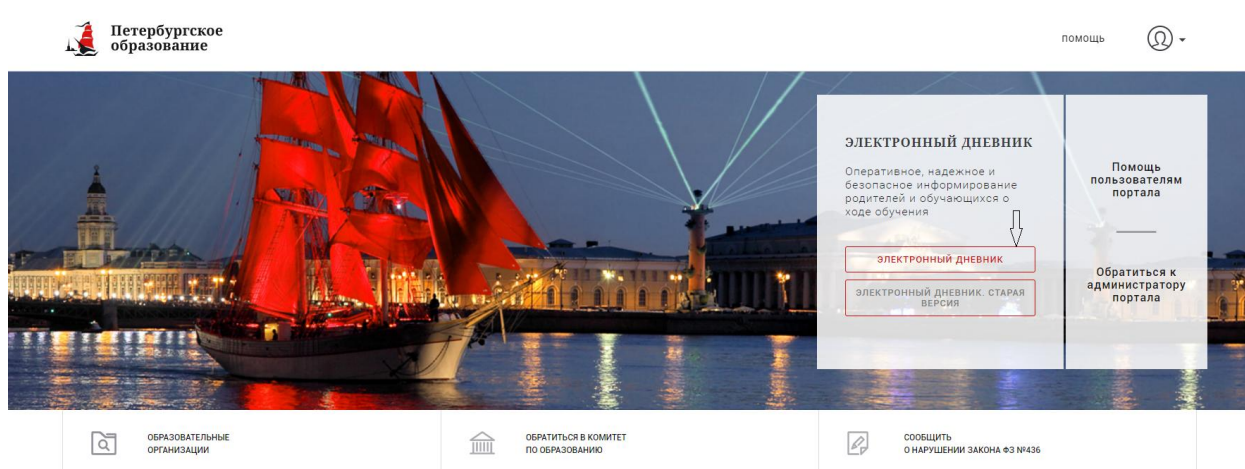 Петербургское
образование
ПОМОЩЬ
ЭЛЕКТРОННЫЙ ДНЕВНИК
Оперативное, надежное и
безопасное информирование
родителей и обучающихся о
ходе обучения
ЭЛЕКТРОННЫЙ ДНЕВНИК
ЭЛЕКТРОННЫЙ ДНЕВНИК. СТАРАЯ
ВЕРСИЯ
Помощь
пользователям
портала
Обратиться к
администратору
портала
ОБРАЗОВАТЕЛЬНЫЕ
ОРГАНИЗАЦИИ
ОБРАТИТЬСЯ В КОМИТЕТ
ПО ОБРАЗОВАНИЮ
СООБЩИТЬ
О НАРУШЕНИИ ЗАКОНА ФЗ №436